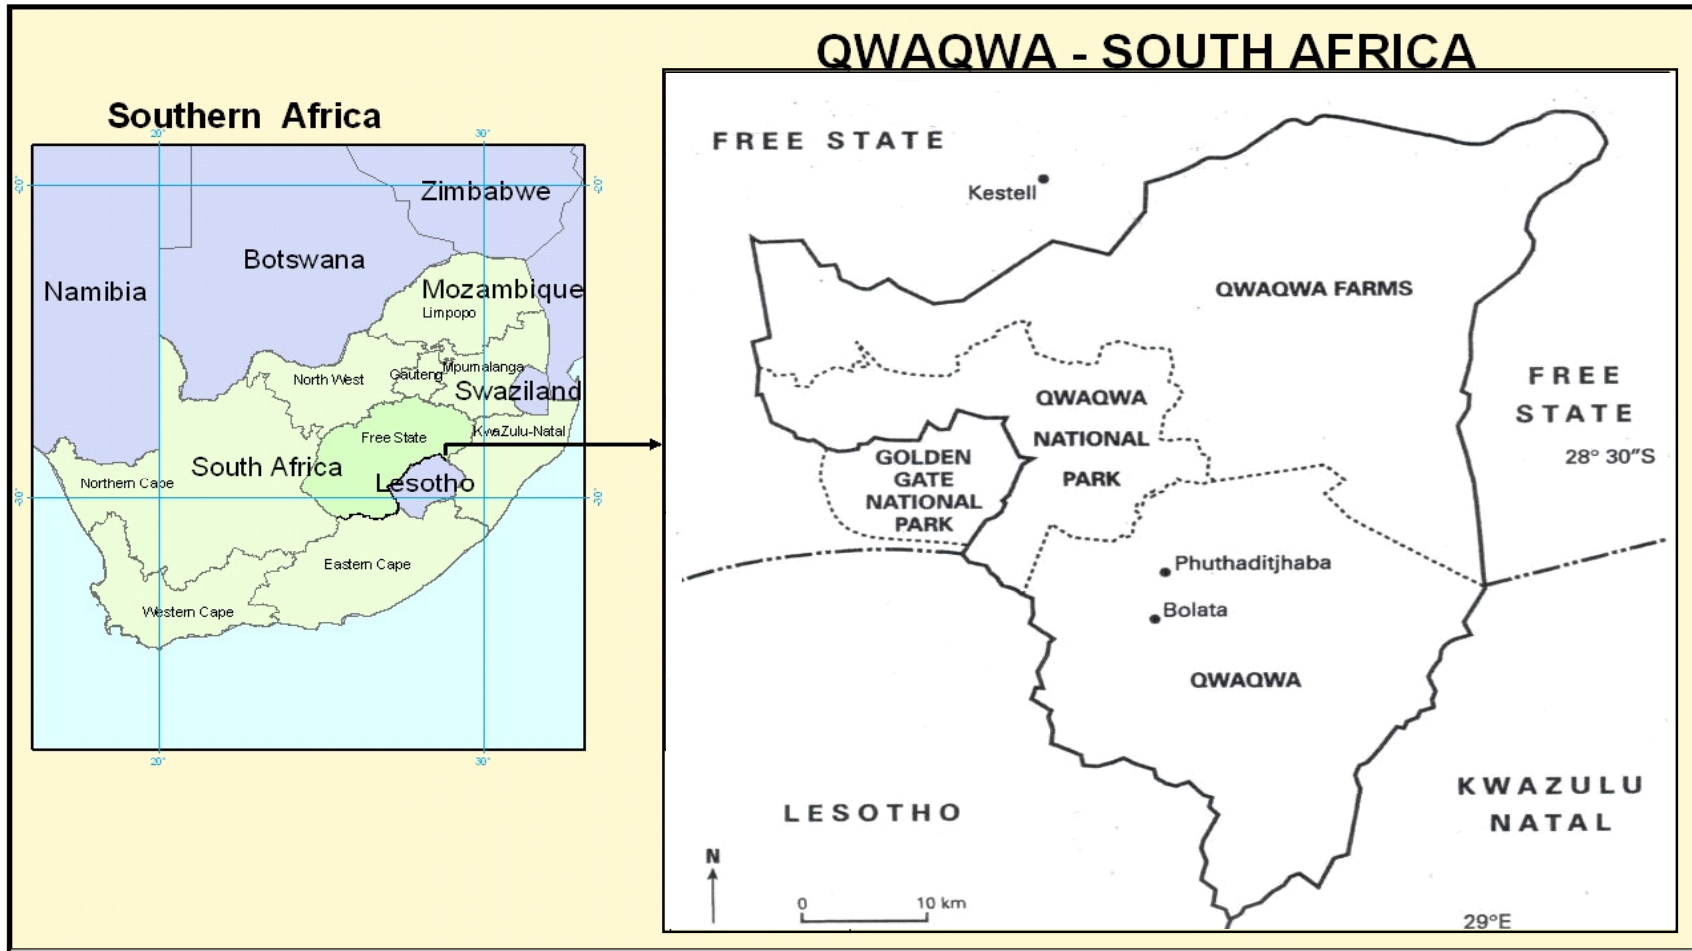 QWAQWA - SOUTH AFRICA
Southern Africa
20°
30°
-20°
-20°
Zimbabwe
Botswana
Namibia
Mozambique
Limpopo
North West
Gauteng
Mpumalanga
Swaziland
Free State
KwaZulu-Natal
South Africa
Lesotho
Northern Cape
-30°
-30°
Eastern Cape
Western Cape
20°
30°
FREE STATE
Kestell
QWAQWA FARMS
FREE
STATE
28° 30"S
QWAQWA
NATIONAL
PARK
GOLDEN
GATE
NATIONAL
PARK
Phuthaditjhaba
Bolata
QWAQWA
LESOTHO
KWAZULU
NATAL
N
0
10 km
29°E